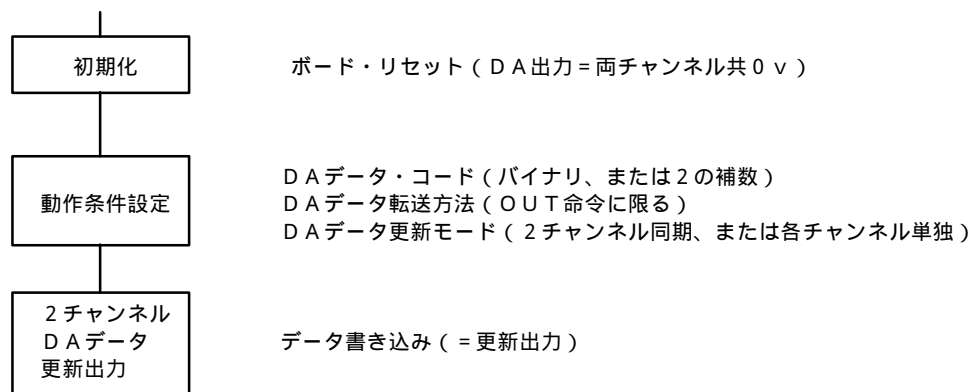 初期化
ボード・リセット（ＤＡ出力＝両チャンネル共０ｖ）
動作条件設定
ＤＡデータ・コード（バイナリ、または２の補数）
ＤＡデータ転送方法（ＯＵＴ命令に限る）
ＤＡデータ更新モード（２チャンネル同期、または各チャンネル単独）
２チャンネル
ＤＡデータ
更新出力
データ書き込み（＝更新出力）